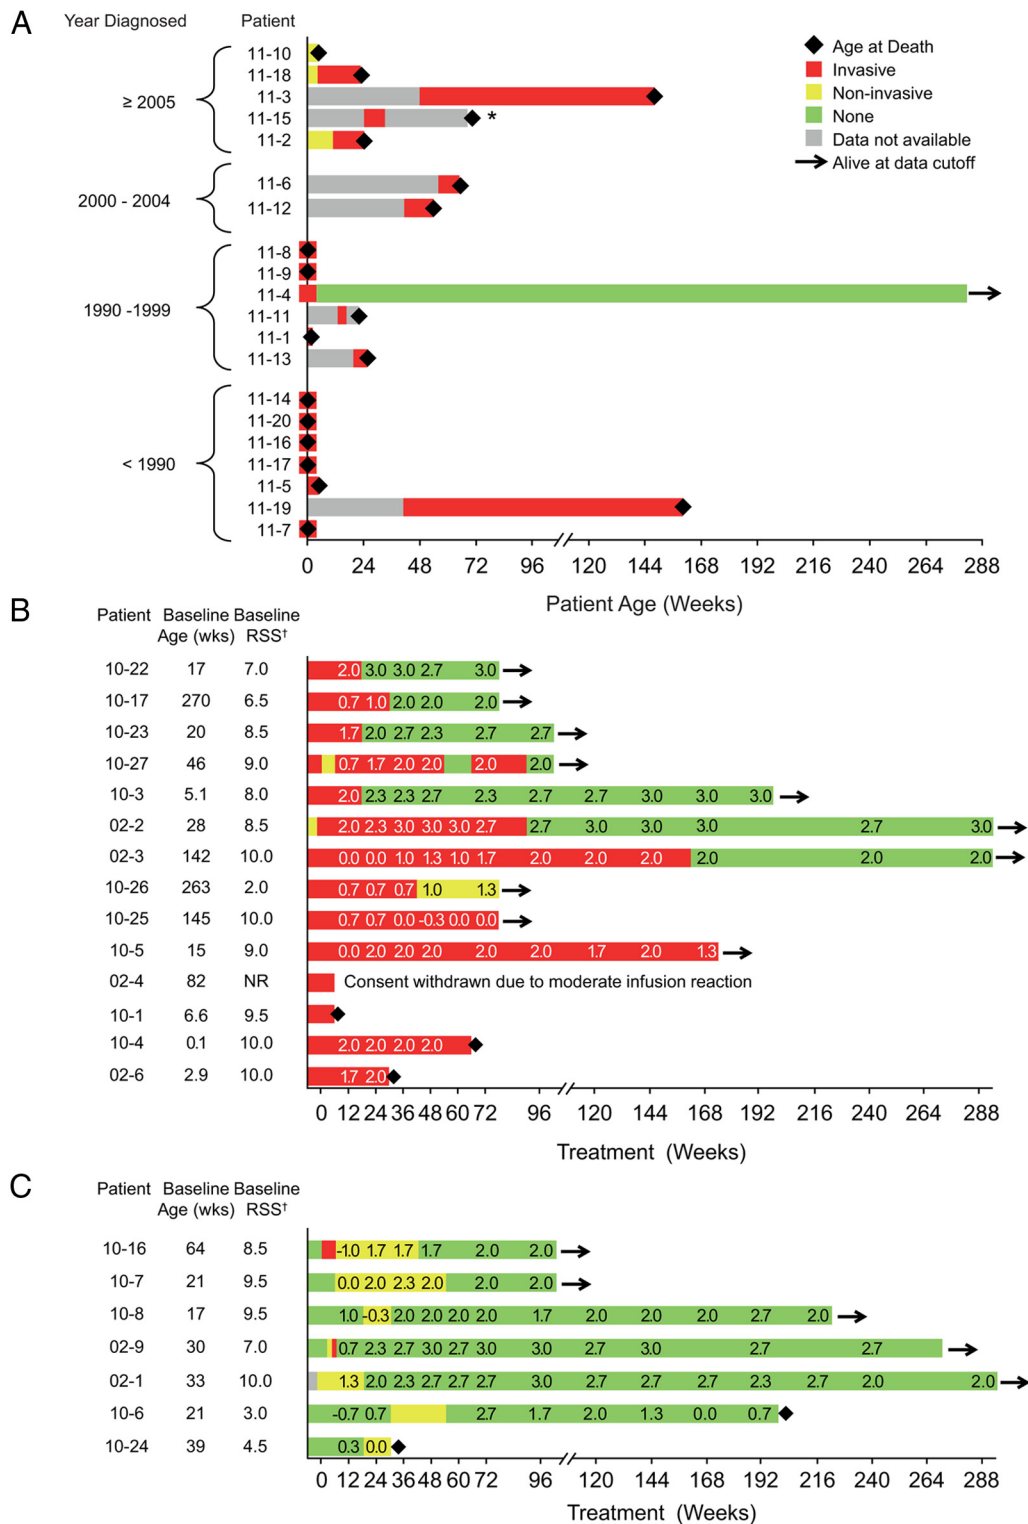 A
Year Diagnosed Patient
11-10
11-18
≥ 2005 11-3
11-15 *
11-2
11-6
2000 - 2004
11-12
11-8
11-9
11-4
1990 -1999 11-11
11-1
11-13
11-14
11-20
11-16
< 1990 11-17
11-5
11-19
11-7
Age at Death
Invasive
Non-invasive
None
Data not available
Alive at data cutoff
0 24 48 72 96 120 144 168 192 216 240 264 288
Patient Age (Weeks)
B
Patient Baseline Baseline
Age (wks) RSS†
10-22 17 7.0 2.0 3.0 3.0 2.7 3.0
10-17 270 6.5 0.7 1.0 2.0 2.0 2.0
10-23 20 8.5 1.7 2.0 2.7 2.3 2.7 2.7
10-27 46 9.0 0.7 1.7 2.0 2.0 2.0 2.0
10-3 5.1 8.0 2.0 2.3 2.3 2.7 2.3 2.7 2.7 3.0 3.0 3.0
02-2 28 8.5 2.0 2.3 3.0 3.0 3.0 2.7 2.7 3.0 3.0 3.0 2.7 3.0
02-3 142 10.0 0.0 0.0 1.0 1.3 1.0 1.7 2.0 2.0 2.0 2.0 2.0 2.0
10-26 263 2.0 0.7 0.7 0.7 1.0 1.3
10-25 145 10.0 0.7 0.7 0.0 -0.3 0.0 0.0
10-5 15 9.0 0.0 2.0 2.0 2.0 2.0 2.0 1.7 2.0 1.3
02-4 82 NR Consent withdrawn due to moderate infusion reaction
10-1 6.6 9.5
10-4 0.1 10.0 2.0 2.0 2.0 2.0
02-6 2.9 10.0 1.7 2.0
0 12 24 36 48 60 72 96 120 144 168 192 216 240 264 288
Treatment (Weeks)
C
Patient Baseline Baseline
Age (wks) RSS†
10-16 64 8.5 -1.0 1.7 1.7 1.7 2.0 2.0
10-7 21 9.5 0.0 2.0 2.3 2.0 2.0 2.0
10-8 17 9.5 1.0 -0.3 2.0 2.0 2.0 2.0 1.7 2.0 2.0 2.0 2.7 2.0
02-9 30 7.0 0.7 2.3 2.7 3.0 2.7 3.0 3.0 2.7 3.0 2.7 2.7
02-1 33 10.0 1.3 2.0 2.3 2.7 2.7 2.7 3.0 2.7 2.7 2.7 2.3 2.7 2.0 2.0
10-6 21 3.0 -0.7 0.7 2.7 1.7 2.0 1.3 0.0 0.7
10-24 39 4.5 0.3 0.0
0 12 24 36 48 60 72 96 120 144 168 192 216 240 264 288
Treatment (Weeks)